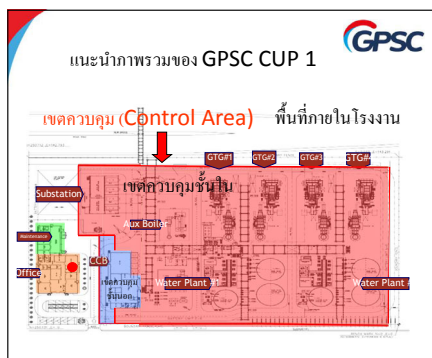 GPSC
แนะนำภาพรวมของ GPSC CUP 1
เขตควบคุม (Control Area) พื้นที่ภายในโรงงาน
GTG#1 GTG#2 GTG#3 GTG#4
เขตควบคุมชั้นใน
Substation
Aux Boiler
Maintenance
CCB
Office
เขตควบคุม
ชั้นนอก
Water Plant #1
Water Plant #